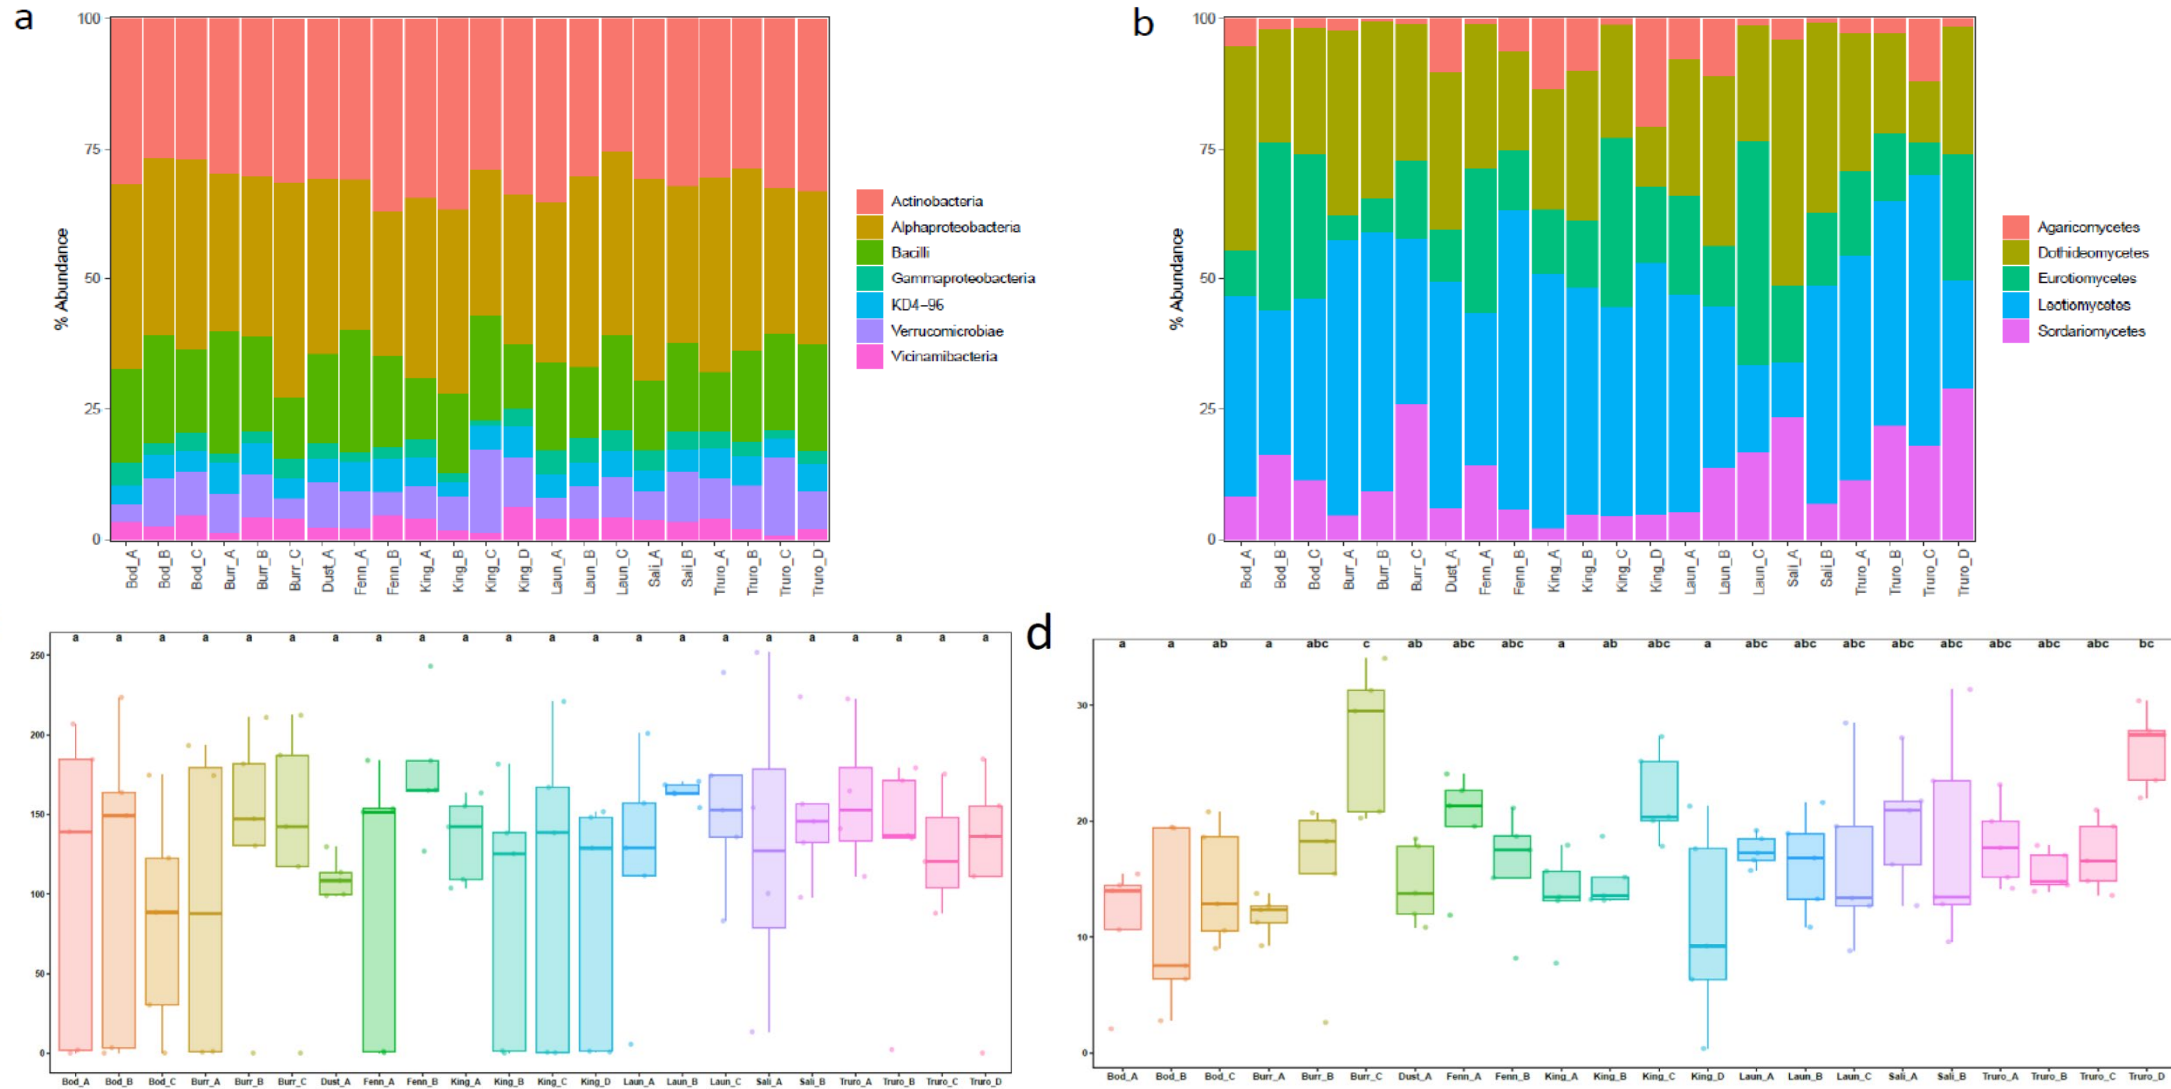 a
100
75
50
25
0
% Abundance
Bod_A Bod_B Bod_C Burr_A Burr_B Burr_C Dust_A Fenn_A Fenn_B King_A King_B King_C King_D Laun_A Laun_B Laun_C Sali_A Sali_B Truro_A Truro_B Truro_C Truro_D
Actinobacteria
Alphaproteobacteria
Bacilli
Gammaproteobacteria
KD4-96
Verrucomicrobiae
Vicinamibacteria
b
100
75
50
25
0
% Abundance
Bod_A Bod_B Bod_C Burr_A Burr_B Burr_C Dust_A Fenn_A Fenn_B King_A King_B King_C King_D Laun_A Laun_B Laun_C Sali_A Sali_B Truro_A Truro_B Truro_C Truro_D
Agaricomycetes
Dothideomycetes
Eurotiomycetes
Leotiomycetes
Sordariomycetes
a a a a a a a a a a a a a a a a a a a a a a
250
200
150
100
50
0
Bod_A Bod_B Bod_C Burr_A Burr_B Burr_C Dust_A Fenn_A Fenn_B King_A King_B King_C King_D Laun_A Laun_B Laun_C Sali_A Sali_B Truro_A Truro_B Truro_C Truro_D
d
a a ab a abc c ab abc abc a ab abc a abc abc abc abc abc abc abc abc bc
30
20
10
0
Bod_A Bod_B Bod_C Burr_A Burr_B Burr_C Dust_A Fenn_A Fenn_B King_A King_B King_C King_D Laun_A Laun_B Laun_C Sali_A Sali_B Truro_A Truro_B Truro_C Truro_D